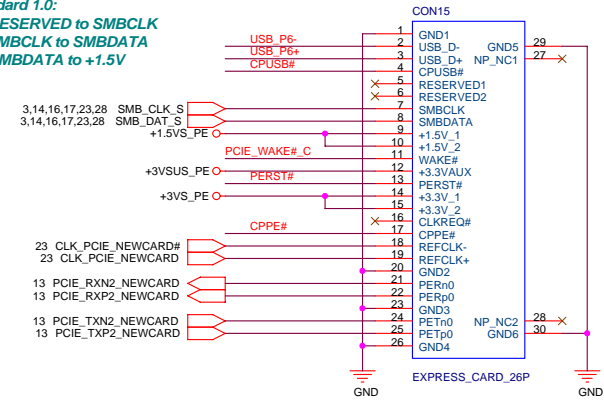 dard 1.0:
ESERVED to SMBCLK
MBCLK to SMBDATA
MBDATA to +1.5V
CON15
1 GND1
USB_P6- 2 USB_D- GND5 29
USB_P6+ 3 USB_D+ NP_NC1 27
CPUSB# 4 CPUSB#
5 RESERVED1
6 RESERVED2
3,14,16,17,23,28 SMB_CLK_S 7 SMBCLK
3,14,16,17,23,28 SMB_DAT_S 8 SMBDATA
+1.5VS_PE 9 +1.5V_1
10 +1.5V_2
PCIE_WAKE#_C 11 WAKE#
+3VSUS_PE 12 +3.3VAUX
PERST# 13 PERST#
+3VS_PE 14 +3.3V_1
15 +3.3V_2
16 CLKREQ#
CPPE# 17 CPPE#
23 CLK_PCIE_NEWCARD# 18 REFCLK-
23 CLK_PCIE_NEWCARD 19 REFCLK+
20 GND2
13 PCIE_RXN2_NEWCARD 21 PERn0
13 PCIE_RXP2_NEWCARD 22 PERp0
23 GND3
13 PCIE_TXN2_NEWCARD 24 PETn0 NP_NC2 28
13 PCIE_TXP2_NEWCARD 25 PETp0 GND6 30
26 GND4
EXPRESS_CARD_26P
GND GND